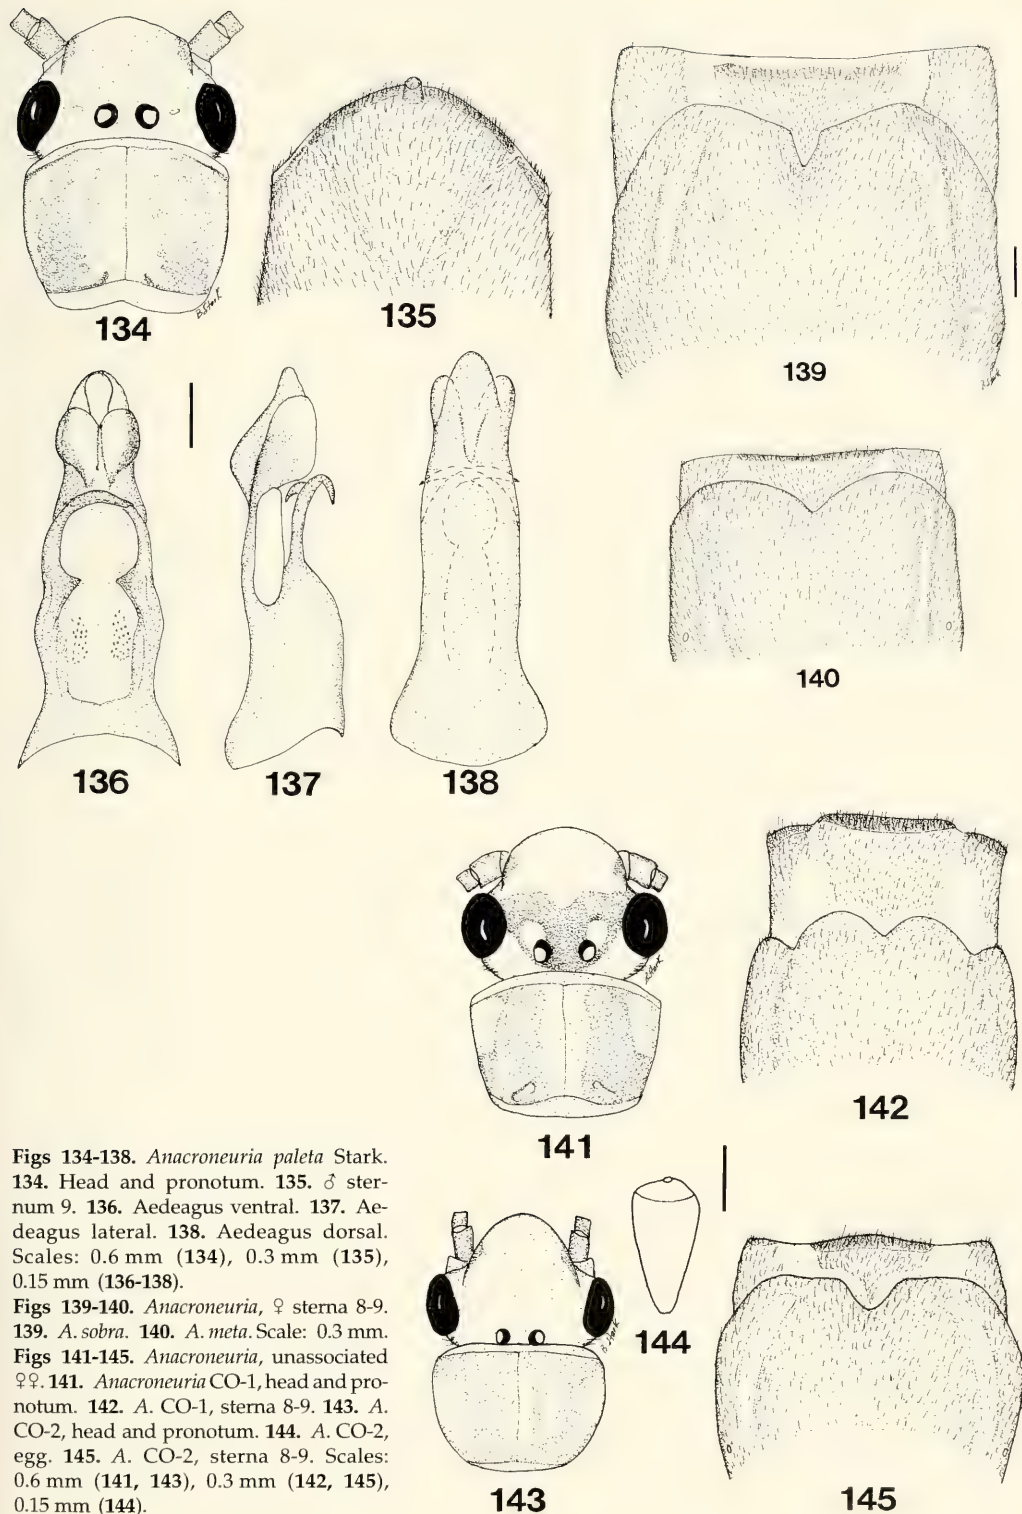 134
135
139
136
137
138
140
141
142
143
144
145
Figs 134-138. Anacroneuria paleta Stark.
134. Head and pronotum. 135. ♂ ster-
num 9. 136. Aedeagus ventral. 137. Ae-
deagus lateral. 138. Aedeagus dorsal.
Scales: 0.6 mm (134), 0.3 mm (135),
0.15 mm (136-138).
Figs 139-140. Anacroneuria, ♀ sterna 8-9.
139. A. sobra. 140. A. meta. Scale: 0.3 mm.
Figs 141-145. Anacroneuria, unassociated
♀♀. 141. Anacroneuria CO-1, head and pro-
notum. 142. A. CO-1, sterna 8-9. 143. A.
CO-2, head and pronotum. 144. A. CO-2,
egg. 145. A. CO-2, sterna 8-9. Scales:
0.6 mm (141, 143), 0.3 mm (142, 145),
0.15 mm (144).